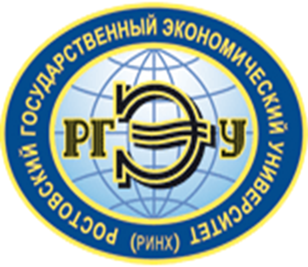 РОСТОВСКИЙ ГОСУДАРСТВЕННЫЙ ЭКОНОМИЧЕСКИЙ УНИВЕРСИТЕТ
(РИНХ)
РГЭУ